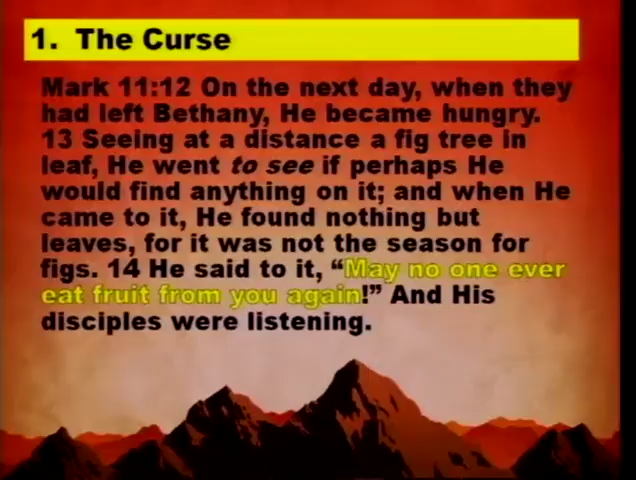 1. The Curse
Mark 11:12 On the next day, when they
had left Bethany, He became hungry.
13 Seeing at a distance a fig tree in
leaf, He went to see if perhaps He
would find anything on it; and when He
came to it, He found nothing but
leaves, for it was not the season for
figs. 14 He said to it, “May no one ever
eat fruit from you again!” And His
disciples were listening.